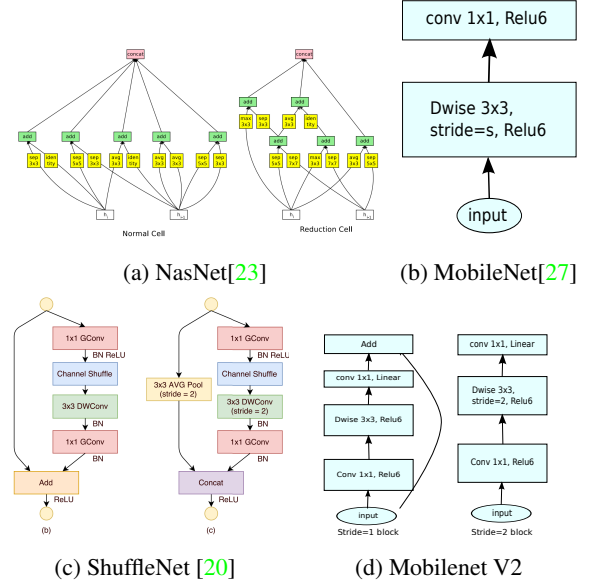 concat
add
add
add
add
add
sep
3x3
iden
tity
sep
5x5
sep
3x3
avg
3x3
iden
tity
avg
3x3
avg
3x3
sep
5x5
sep
3x3
h i
h i-1
Normal Cell
concat
add
add
max
3x3
sep
3x3
avg
3x3
iden
tity
add
add
add
sep
5x5
sep
7x7
max
3x3
sep
7x7
avg
3x3
sep
5x5
h i
h i-1
Reduction Cell
(a) NasNet[23]
conv 1x1, Relu6
Dwise 3x3,
stride=s, Relu6
input
(b) MobileNet[27]
1x1 GConv
BN ReLU
Channel Shuffle
3x3 DWConv
BN
1x1 GConv
BN
Add
ReLU
(b)
1x1 GConv
BN ReLU
Channel Shuffle
3x3 AVG Pool
(stride = 2)
3x3 DWConv
(stride = 2)
BN
1x1 GConv
BN
Concat
ReLU
(c)
(c) ShuffleNet [20]
Add
conv 1x1, Linear
Dwise 3x3, Relu6
Conv 1x1, Relu6
input
Stride=1 block
conv 1x1, Linear
Dwise 3x3,
stride=2, Relu6
Conv 1x1, Relu6
input
Stride=2 block
(d) Mobilenet V2